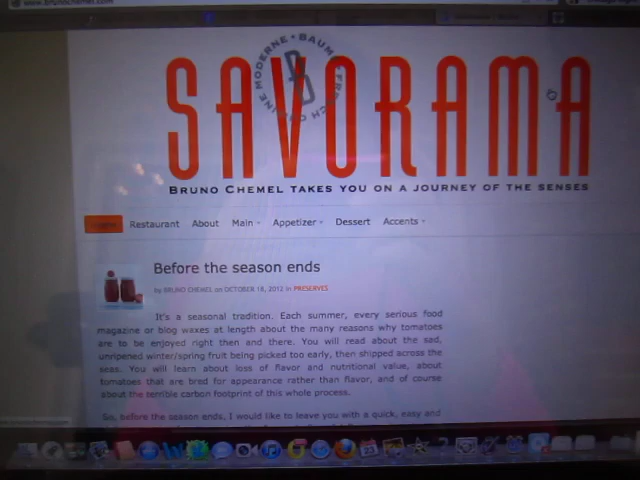 www.brunochemel.com
MODERNE • BAUM
FRENCH
SAVORAMA
BRUNO CHEMEL TAKES YOU ON A JOURNEY OF THE SENSES
Restaurant About Main Appetizer Dessert Accents
Before the season ends
by BRUNO CHEMEL on OCTOBER 18, 2012 in PRESERVES
It's a seasonal tradition. Each summer, every serious food
magazine or blog waxes at length about the many reasons why tomatoes
are to be enjoyed right then and there. You will read about the sad,
unripened winter/spring fruit being picked too early, then shipped across the
seas. You will learn about loss of flavor and nutritional value, about
tomatoes that are bred for appearance rather than flavor, and of course
about the terrible carbon footprint of this whole process.
So, before the season ends, I would like to leave you with a quick, easy and
23